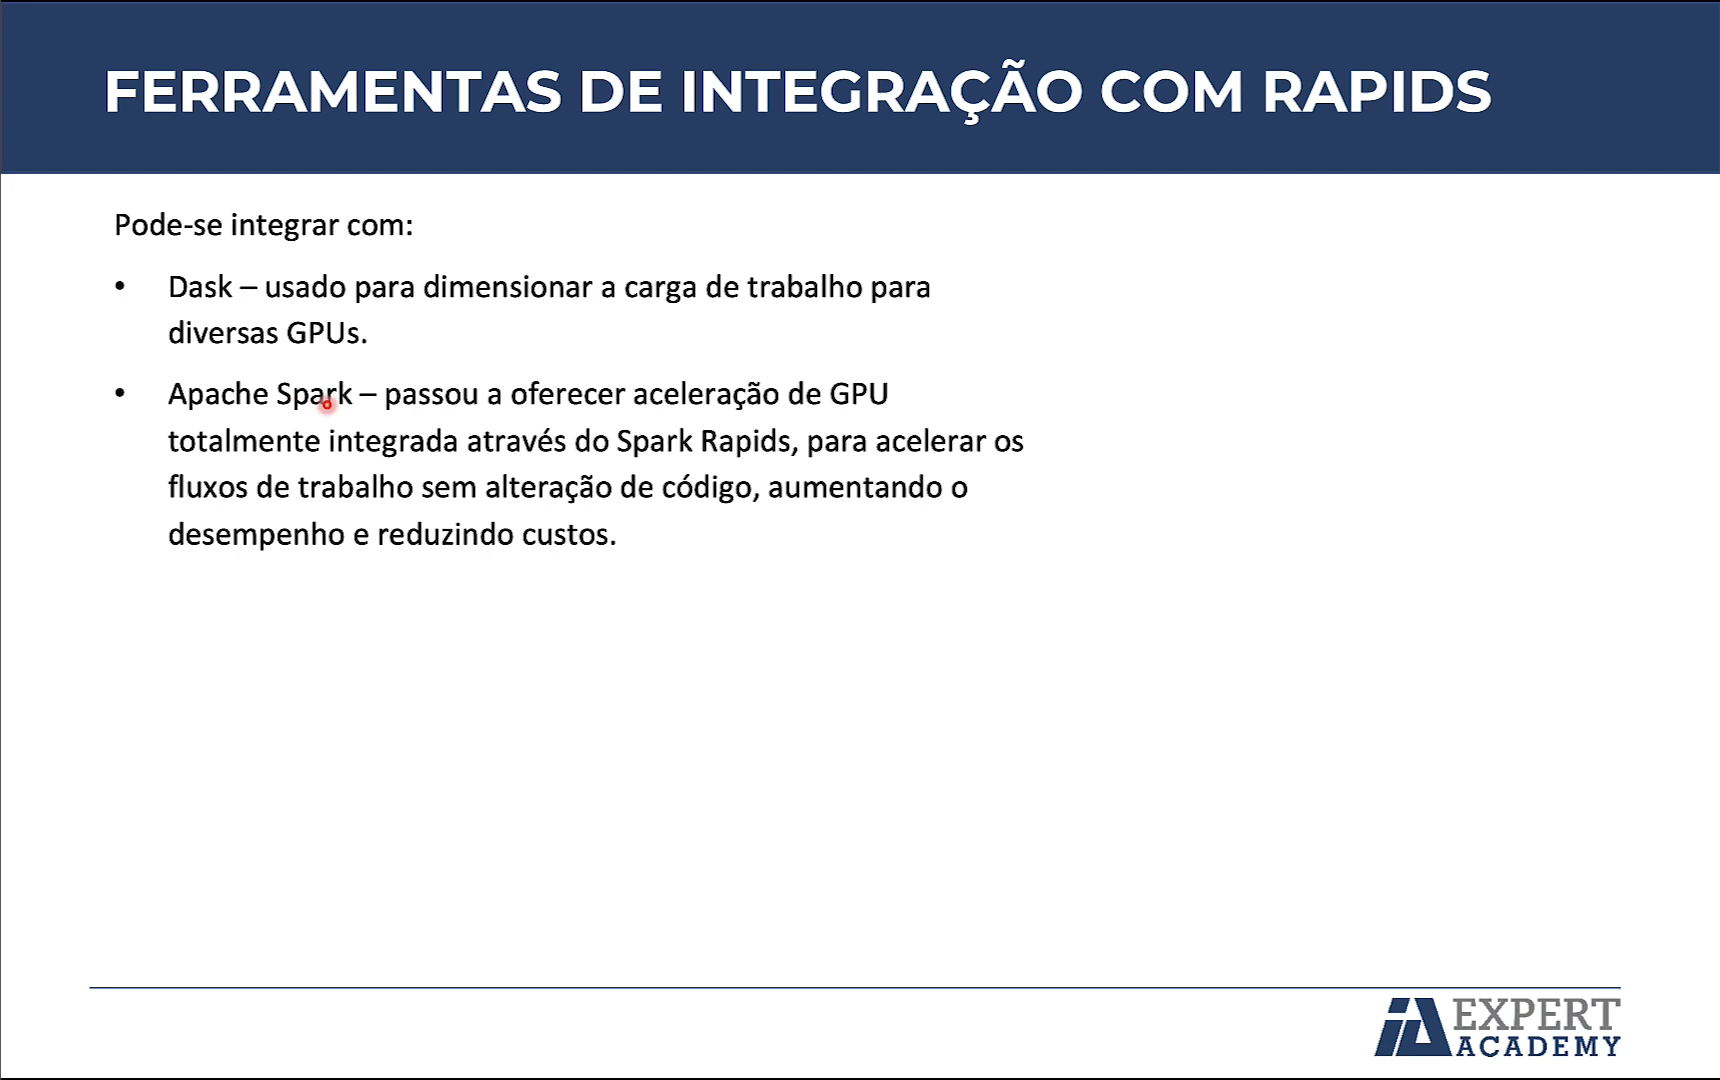 FERRAMENTAS DE INTEGRAÇÃO COM RAPIDS
Pode-se integrar com:
• Dask – usado para dimensionar a carga de trabalho para
diversas GPUs.
• Apache Spark – passou a oferecer aceleração de GPU
totalmente integrada através do Spark Rapids, para acelerar os
fluxos de trabalho sem alteração de código, aumentando o
desempenho e reduzindo custos.
IA EXPERT
ACADEMY